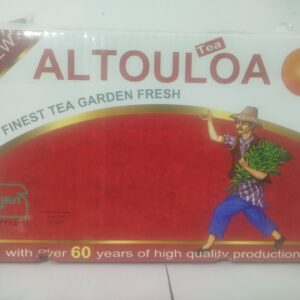 Tea
ALTOULOA
FINEST TEA GARDEN FRESH
with over 60 years of high quality production